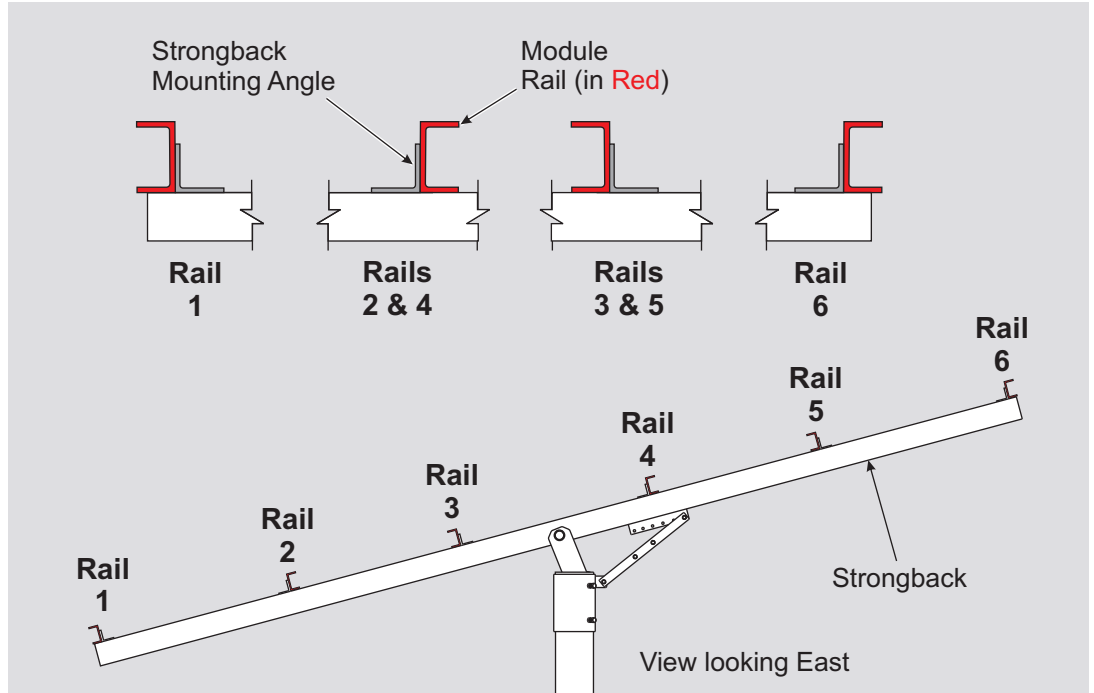 Strongback
Mounting Angle
Module
Rail (in Red)
Rail
1
Rails
2 & 4
Rails
3 & 5
Rail
6
Rail
6
Rail
5
Rail
4
Rail
3
Rail
2
Rail
1
Strongback
View looking East